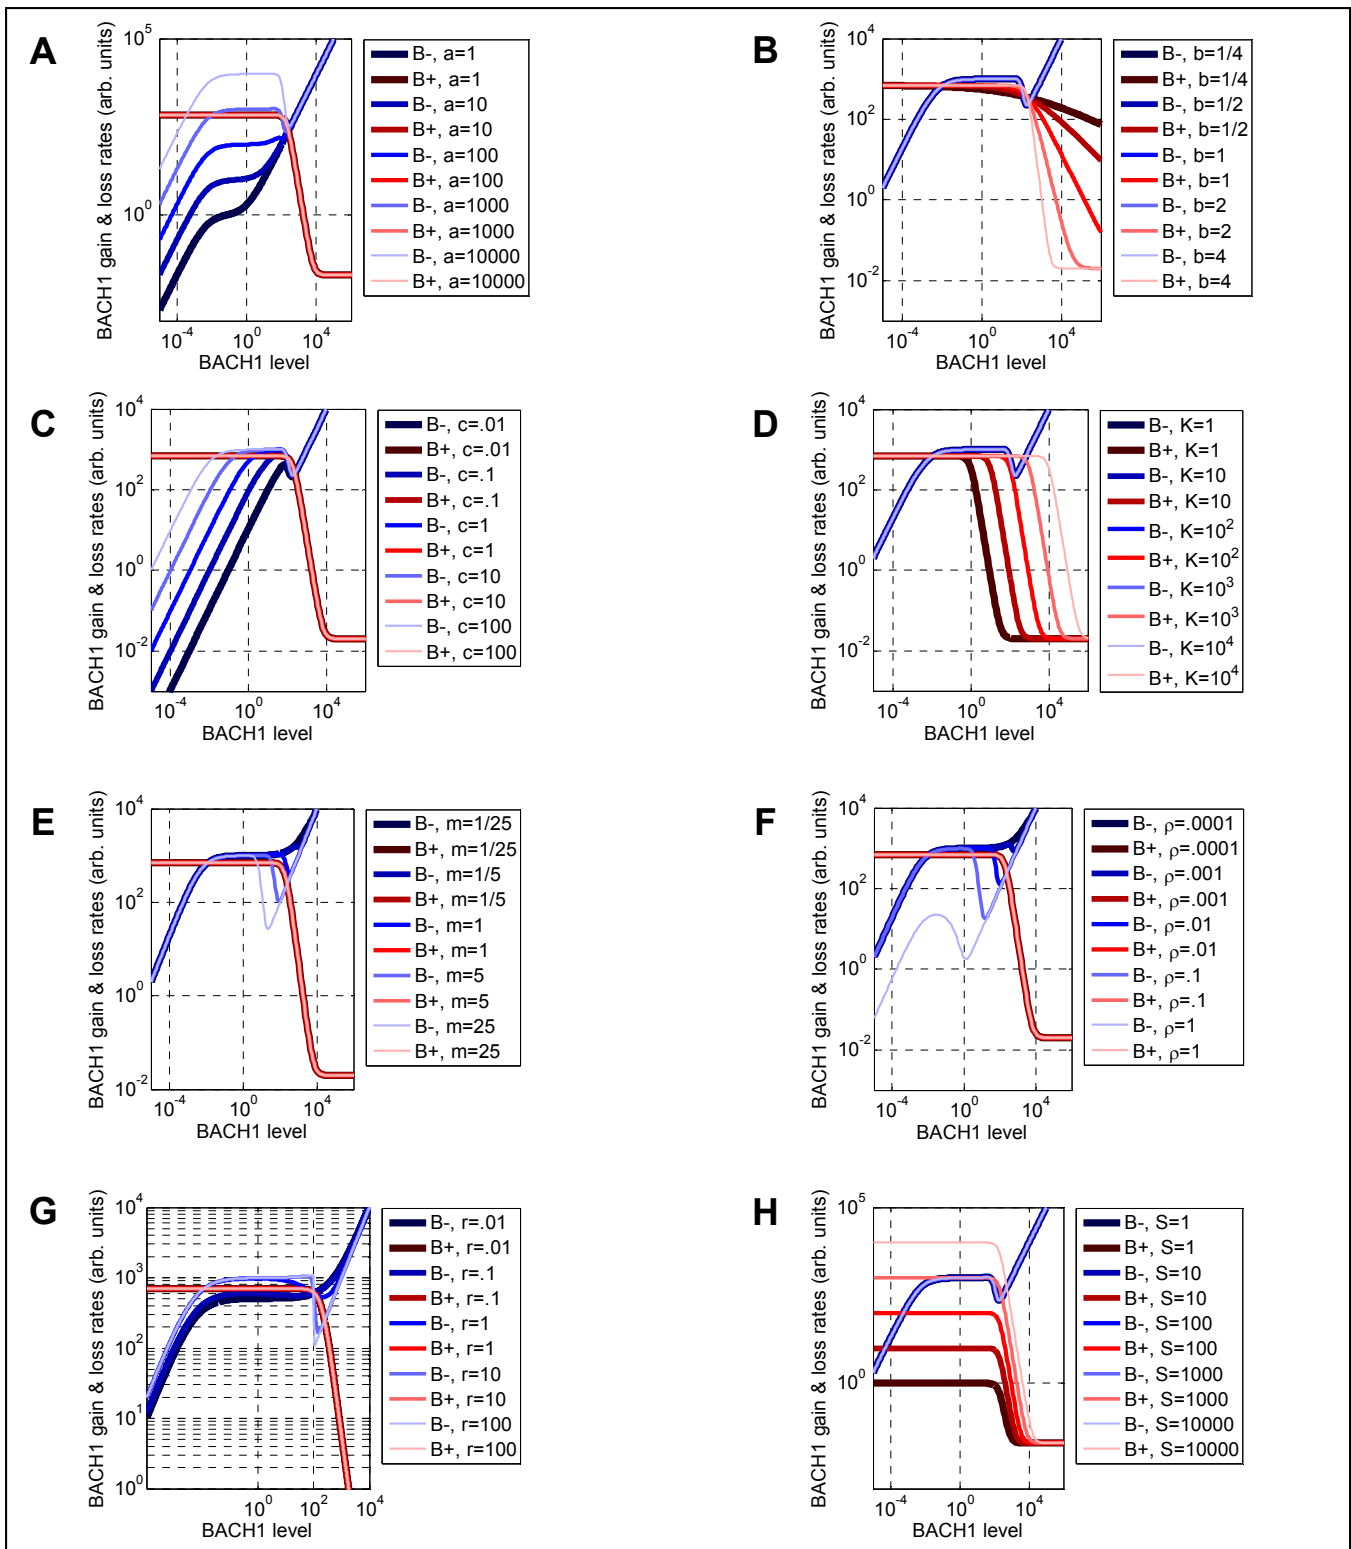 A
BACH1 gain & loss rates (arb. units)
10^5
10^0
10^-4 10^0 10^4
BACH1 level
B-, a=1
B+, a=1
B-, a=10
B+, a=10
B-, a=100
B+, a=100
B-, a=1000
B+, a=1000
B-, a=10000
B+, a=10000
B
BACH1 gain & loss rates (arb. units)
10^4
10^2
10^0
10^-2
10^-4 10^0 10^4
BACH1 level
B-, b=1/4
B+, b=1/4
B-, b=1/2
B+, b=1/2
B-, b=1
B+, b=1
B-, b=2
B+, b=2
B-, b=4
B+, b=4
C
BACH1 gain & loss rates (arb. units)
10^4
10^2
10^0
10^-2
10^-4 10^0 10^4
BACH1 level
B-, c=.01
B+, c=.01
B-, c=.1
B+, c=.1
B-, c=1
B+, c=1
B-, c=10
B+, c=10
B-, c=100
B+, c=100
D
BACH1 gain & loss rates (arb. units)
10^4
10^2
10^0
10^-2
10^-4 10^0 10^4
BACH1 level
B-, K=1
B+, K=1
B-, K=10
B+, K=10
B-, K=10^2
B+, K=10^2
B-, K=10^3
B+, K=10^3
B-, K=10^4
B+, K=10^4
E
BACH1 gain & loss rates (arb. units)
10^4
10^2
10^0
10^-2
10^-4 10^0 10^4
BACH1 level
B-, m=1/25
B+, m=1/25
B-, m=1/5
B+, m=1/5
B-, m=1
B+, m=1
B-, m=5
B+, m=5
B-, m=25
B+, m=25
F
BACH1 gain & loss rates (arb. units)
10^4
10^2
10^0
10^-2
10^-4 10^0 10^4
BACH1 level
B-, ρ=.0001
B+, ρ=.0001
B-, ρ=.001
B+, ρ=.001
B-, ρ=.01
B+, ρ=.01
B-, ρ=.1
B+, ρ=.1
B-, ρ=1
B+, ρ=1
G
BACH1 gain & loss rates (arb. units)
10^4
10^3
10^2
10^1
10^0
10^0 10^2 10^4
BACH1 level
B-, r=.01
B+, r=.01
B-, r=.1
B+, r=.1
B-, r=1
B+, r=1
B-, r=10
B+, r=10
B-, r=100
B+, r=100
H
BACH1 gain & loss rates (arb. units)
10^5
10^0
10^-4 10^0 10^4
BACH1 level
B-, S=1
B+, S=1
B-, S=10
B+, S=10
B-, S=100
B+, S=100
B-, S=1000
B+, S=1000
B-, S=10000
B+, S=10000